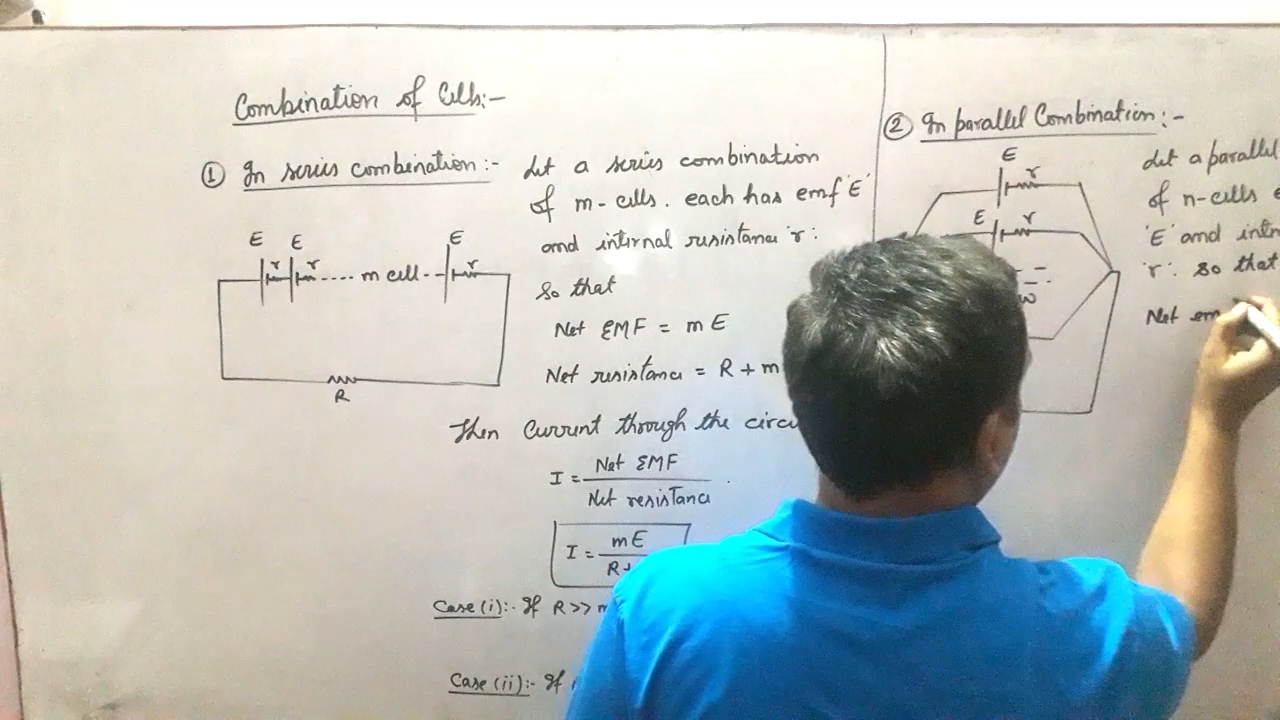 Combination of Cells:-
① In series combination:- Let a series combination
of m-cells. each has emf 'E'
and internal resistance 'r':
So that
Net EMF = mE
Net resistance = R + m
Then Current through the circu
I = Net EMF / Net resistance
I = mE / R+
Case(i):- If R>>m
Case(ii):- If
E E E
r r .... m cell -- r
R
② In parallel Combination:-
Let a parallel
of n-cells
'E' and
'r': so that
Net em
E
r
E r